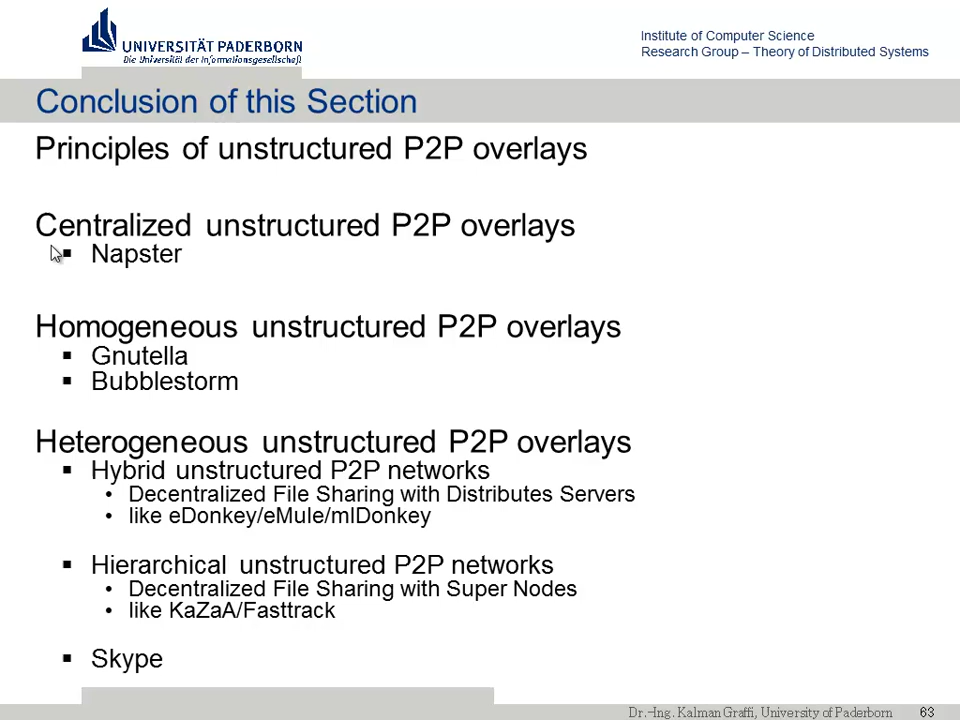 UNIVERSITÄT PADERBORN
Die Universität der Informationsgesellschaft
Institute of Computer Science
Research Group – Theory of Distributed Systems
Conclusion of this Section
Principles of unstructured P2P overlays
Centralized unstructured P2P overlays
▪ Napster
Homogeneous unstructured P2P overlays
▪ Gnutella
▪ Bubblestorm
Heterogeneous unstructured P2P overlays
▪ Hybrid unstructured P2P networks
• Decentralized File Sharing with Distributes Servers
• like eDonkey/eMule/mlDonkey
▪ Hierarchical unstructured P2P networks
• Decentralized File Sharing with Super Nodes
• like KaZaA/Fasttrack
▪ Skype
Dr.-Ing. Kalman Graffi, University of Paderborn 63